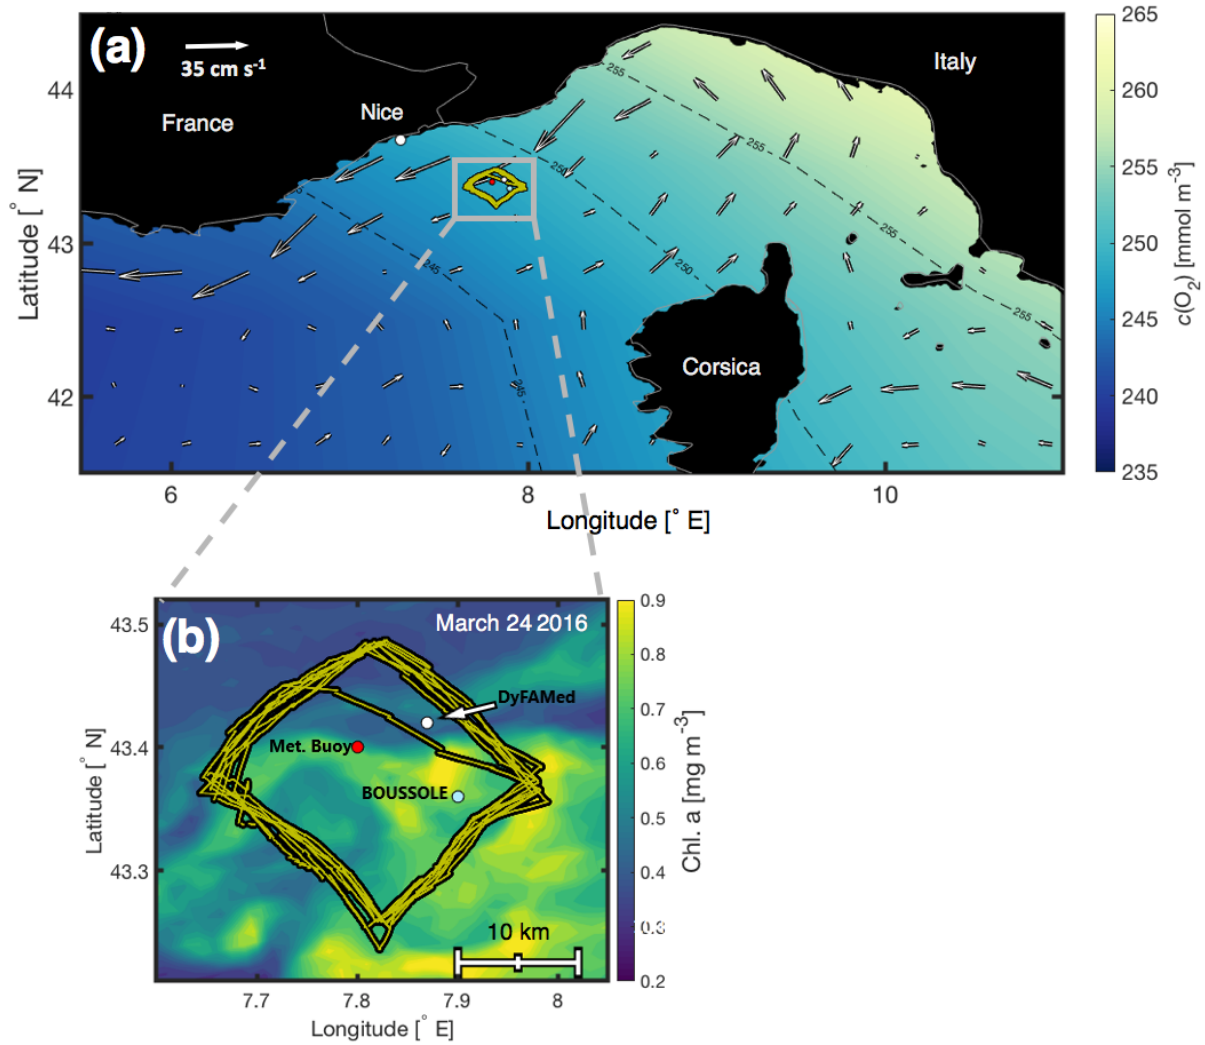 (a)
35 cm s-1
France
Nice
Italy
Corsica
255
255
255
255
250
250
245
245
44
43
42
Latitude [° N]
6
8
10
Longitude [° E]
265
260
255
250
245
240
235
c(O2) [mmol m-3]
(b)
March 24 2016
DyFAMed
Met. Buoy
BOUSSOLE
10 km
43.5
43.4
43.3
Latitude [° N]
7.7
7.8
7.9
8
Longitude [° E]
0.9
0.8
0.7
0.6
0.5
0.4
0.3
0.2
Chl. a [mg m-3]